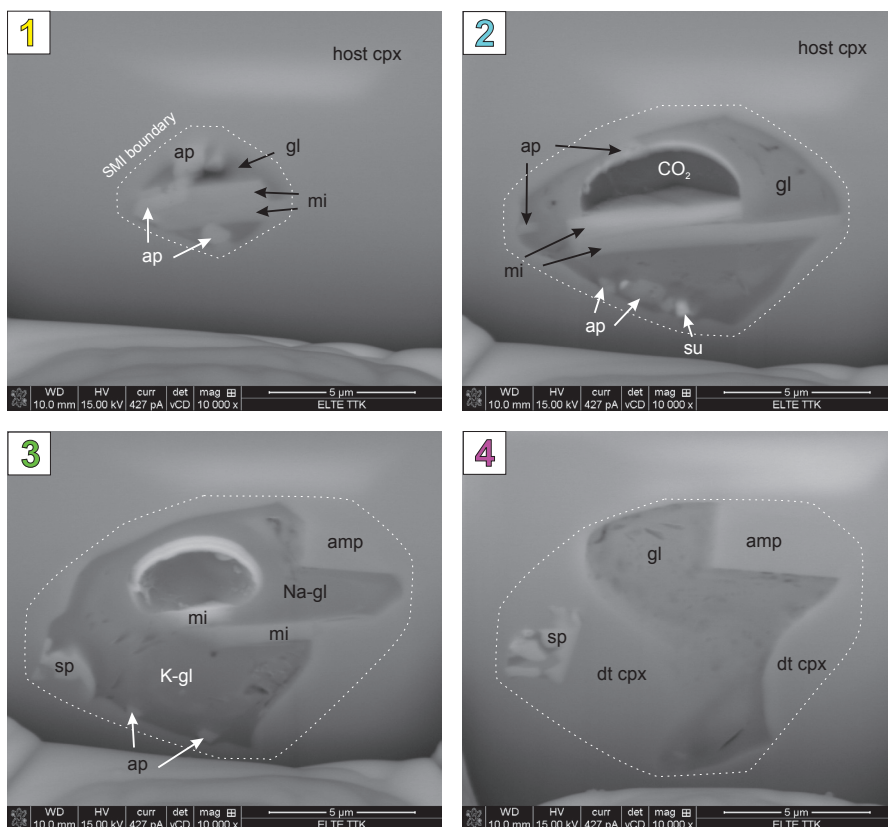 1
host cpx
SMI boundary
ap
gl
mi
ap
WD HV curr det mag ⊞ 5 µm
10.0 mm 15.00 kV 427 pA vCD 10 000 x ELTE TTK
2
host cpx
ap
CO₂
gl
mi
ap
su
WD HV curr det mag ⊞ 5 µm
10.0 mm 15.00 kV 427 pA vCD 10 000 x ELTE TTK
3
amp
Na-gl
mi
mi
sp
K-gl
ap
WD HV curr det mag ⊞ 5 µm
10.0 mm 15.00 kV 427 pA vCD 10 000 x ELTE TTK
4
gl
amp
sp
dt cpx
dt cpx
WD HV curr det mag ⊞ 5 µm
10.0 mm 15.00 kV 427 pA vCD 10 000 x ELTE TTK